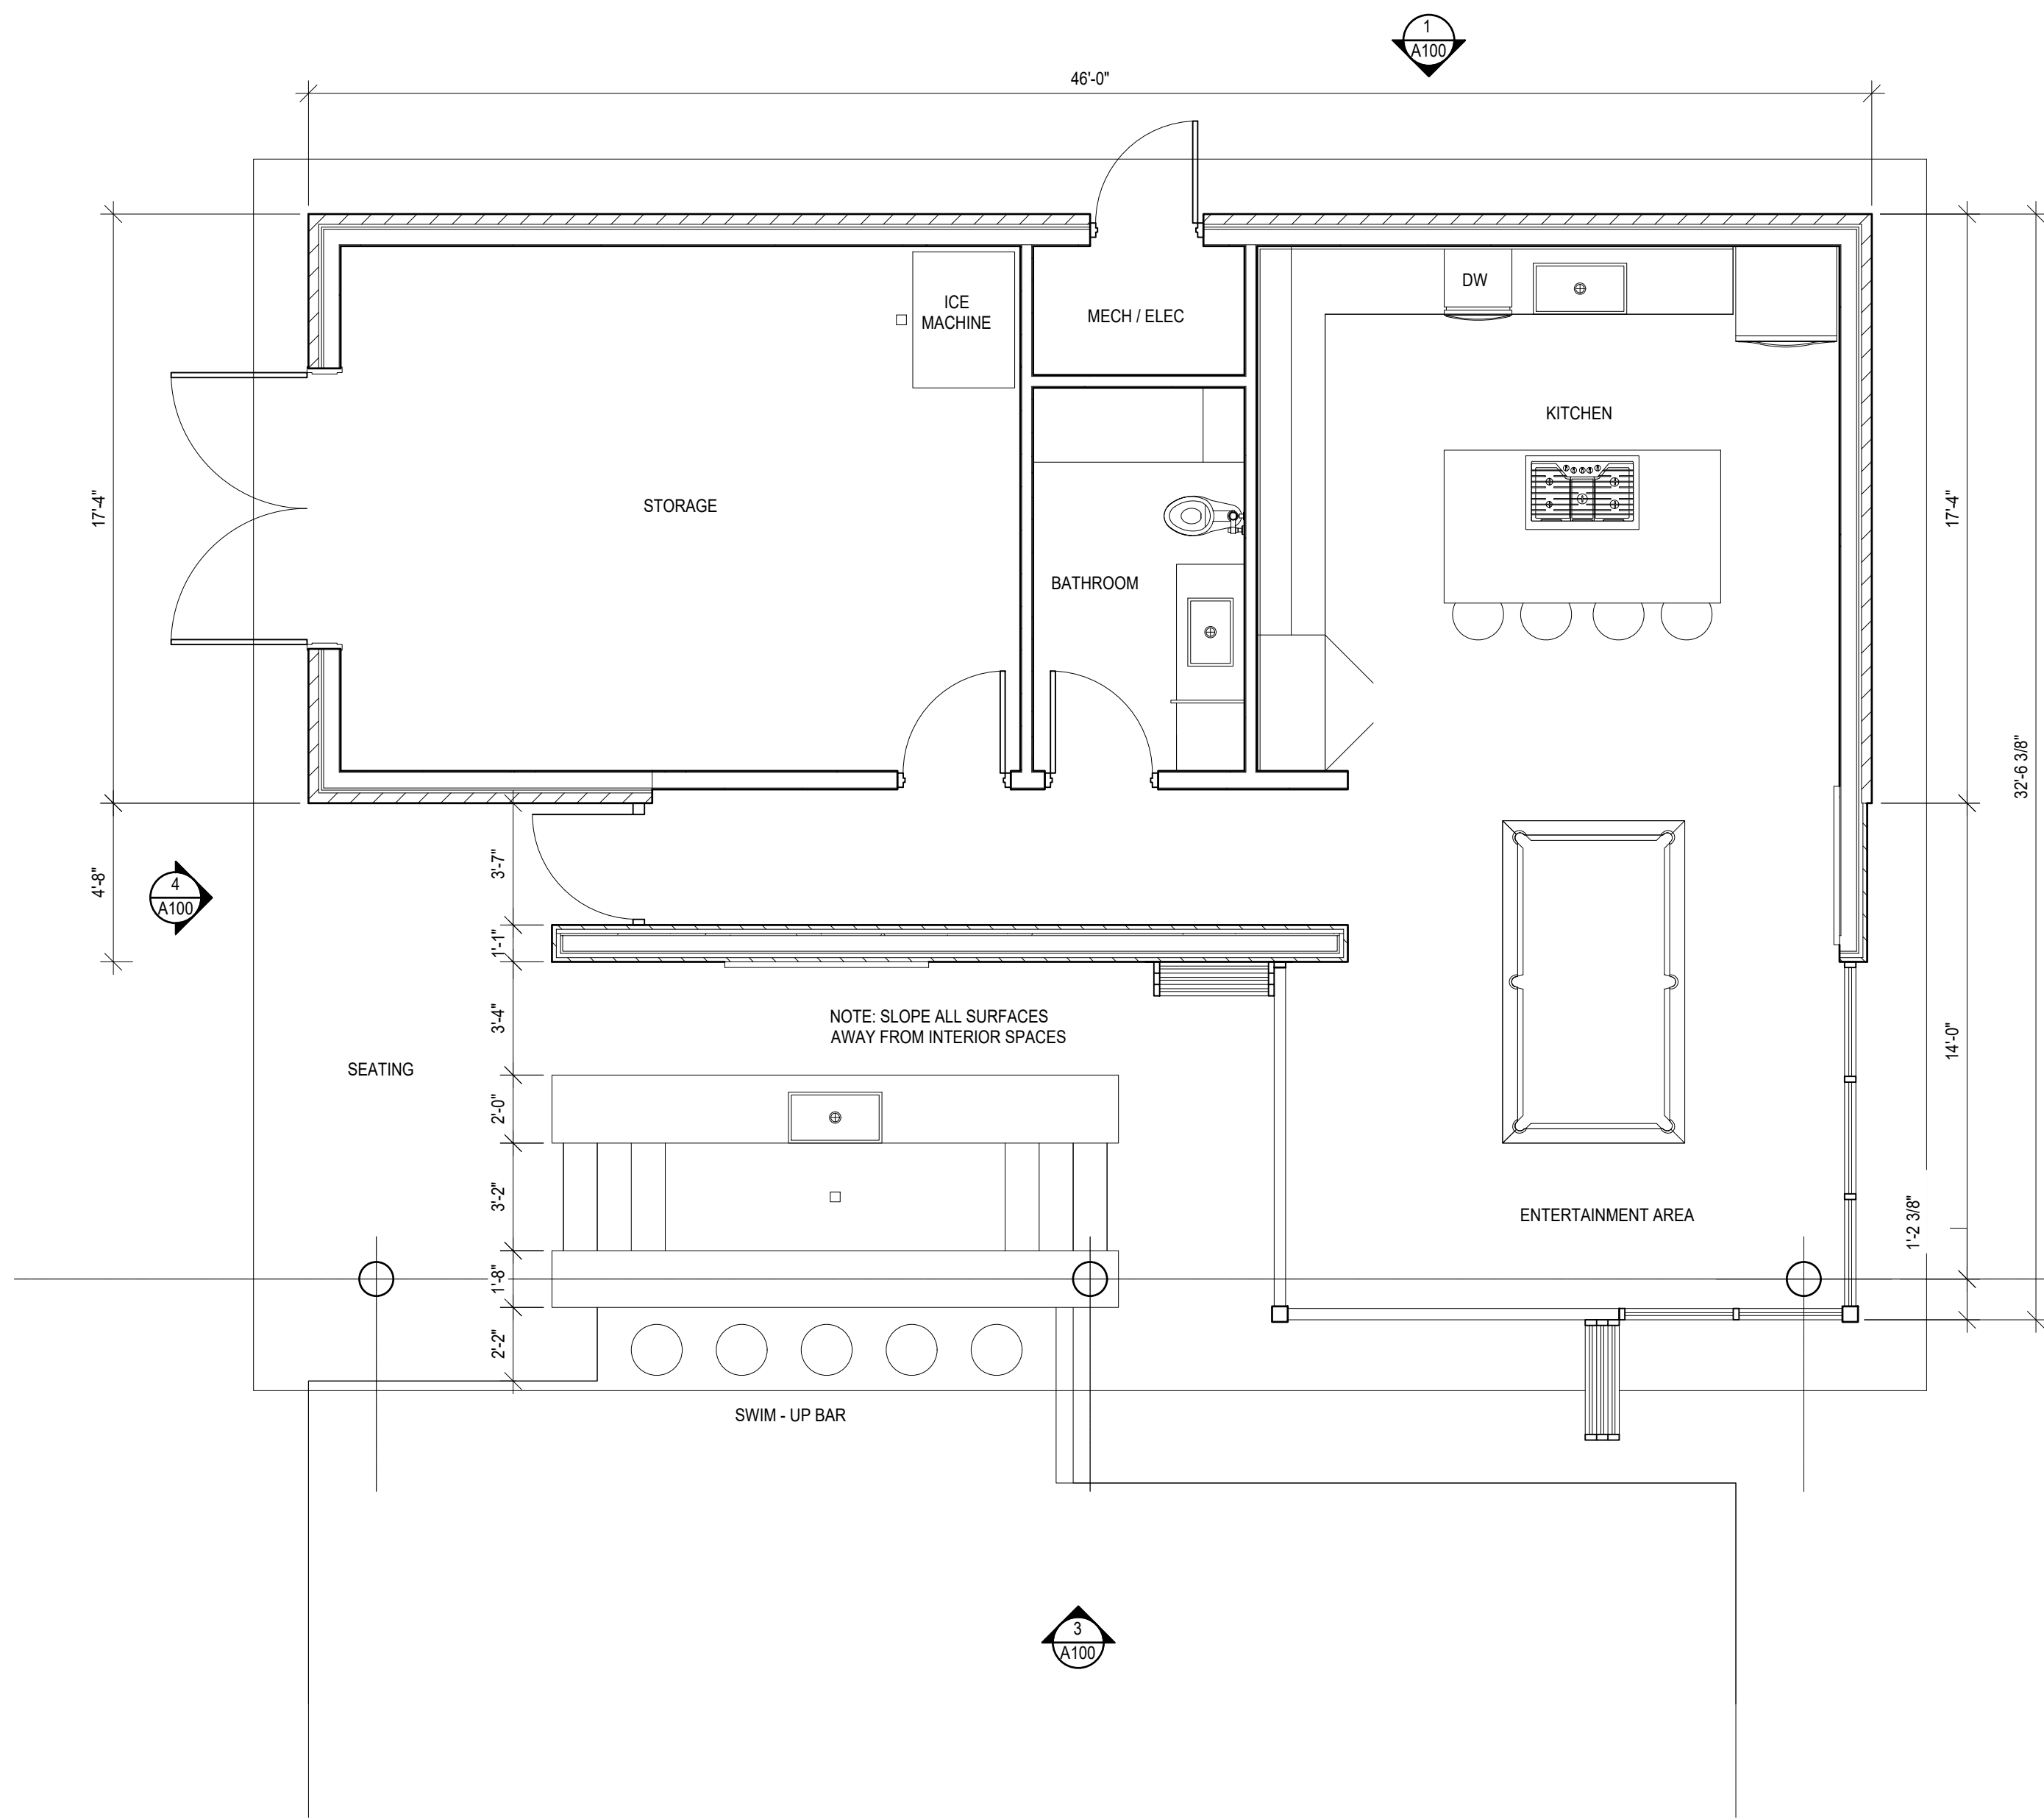 1
A100
46'-0"
ICE
MACHINE
MECH / ELEC
DW
KITCHEN
17'-4"
STORAGE
17'-4"
BATHROOM
32'-6 3/8"
4'-8"
4
A100
3'-7"
1'-1"
3'-4"
NOTE: SLOPE ALL SURFACES
AWAY FROM INTERIOR SPACES
14'-0"
SEATING
2'-0"
3'-2"
ENTERTAINMENT AREA
1'-2 3/8"
1'-8"
2'-2"
SWIM - UP BAR
3
A100